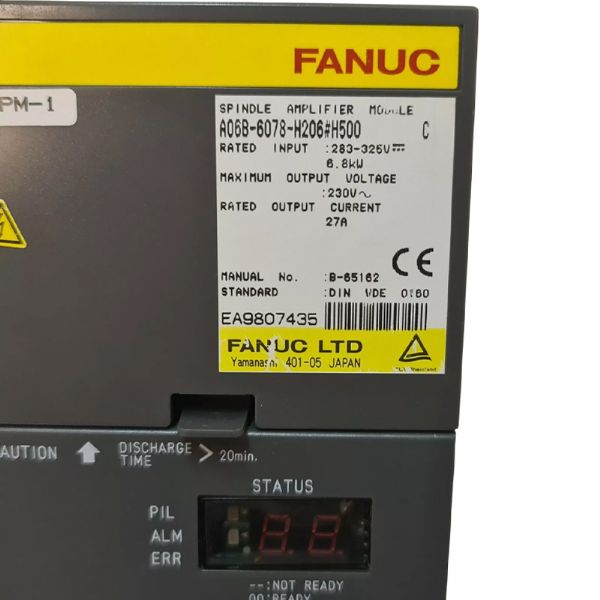 FANUC
PM-1
SPINDLE AMPLIFIER MODULE
A06B-6078-H206#H500 C
RATED INPUT :283-325V
6.8kW
MAXIMUM OUTPUT VOLTAGE
:230V~
RATED OUTPUT CURRENT
27A
MANUAL No. :B-65162
STANDARD :DIN VDE 0160
CE
EA9807435
FANUC LTD
Yamanashi 401-05 JAPAN
AUTION DISCHARGE TIME > 20min.
STATUS
PIL
ALM
ERR
--:NOT READY
00:READY